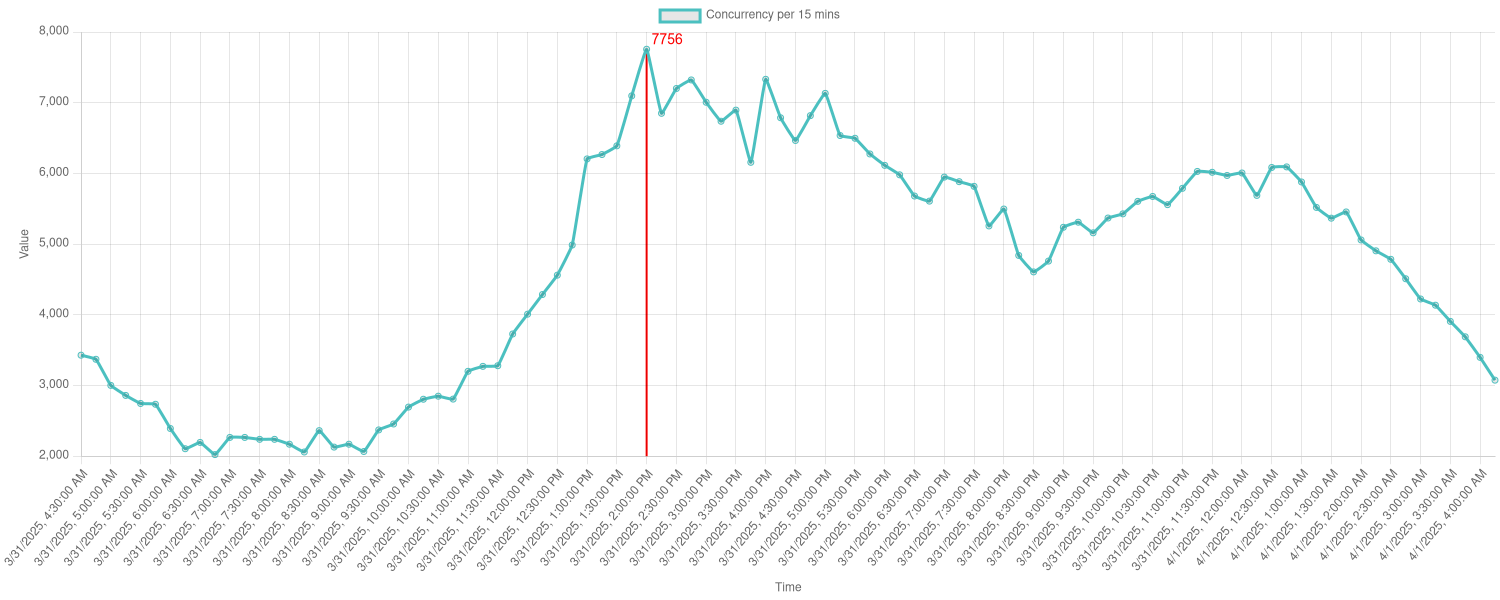 Concurrency per 15 mins
7756
8,000
7,000
6,000
5,000
4,000
3,000
2,000
Value
3/31/2025, 4:30:00 AM
3/31/2025, 5:00:00 AM
3/31/2025, 5:30:00 AM
3/31/2025, 6:00:00 AM
3/31/2025, 6:30:00 AM
3/31/2025, 7:00:00 AM
3/31/2025, 7:30:00 AM
3/31/2025, 8:00:00 AM
3/31/2025, 8:30:00 AM
3/31/2025, 9:00:00 AM
3/31/2025, 9:30:00 AM
3/31/2025, 10:00:00 AM
3/31/2025, 10:30:00 AM
3/31/2025, 11:00:00 AM
3/31/2025, 11:30:00 AM
3/31/2025, 12:00:00 PM
3/31/2025, 12:30:00 PM
3/31/2025, 1:00:00 PM
3/31/2025, 1:30:00 PM
3/31/2025, 2:00:00 PM
3/31/2025, 2:30:00 PM
3/31/2025, 3:00:00 PM
3/31/2025, 3:30:00 PM
3/31/2025, 4:00:00 PM
3/31/2025, 4:30:00 PM
3/31/2025, 5:00:00 PM
3/31/2025, 5:30:00 PM
3/31/2025, 6:00:00 PM
3/31/2025, 6:30:00 PM
3/31/2025, 7:00:00 PM
3/31/2025, 7:30:00 PM
3/31/2025, 8:00:00 PM
3/31/2025, 8:30:00 PM
3/31/2025, 9:00:00 PM
3/31/2025, 9:30:00 PM
3/31/2025, 10:00:00 PM
3/31/2025, 10:30:00 PM
3/31/2025, 11:00:00 PM
3/31/2025, 11:30:00 PM
4/1/2025, 12:00:00 AM
4/1/2025, 12:30:00 AM
4/1/2025, 1:00:00 AM
4/1/2025, 1:30:00 AM
4/1/2025, 2:00:00 AM
4/1/2025, 2:30:00 AM
4/1/2025, 3:00:00 AM
4/1/2025, 3:30:00 AM
4/1/2025, 4:00:00 AM
Time